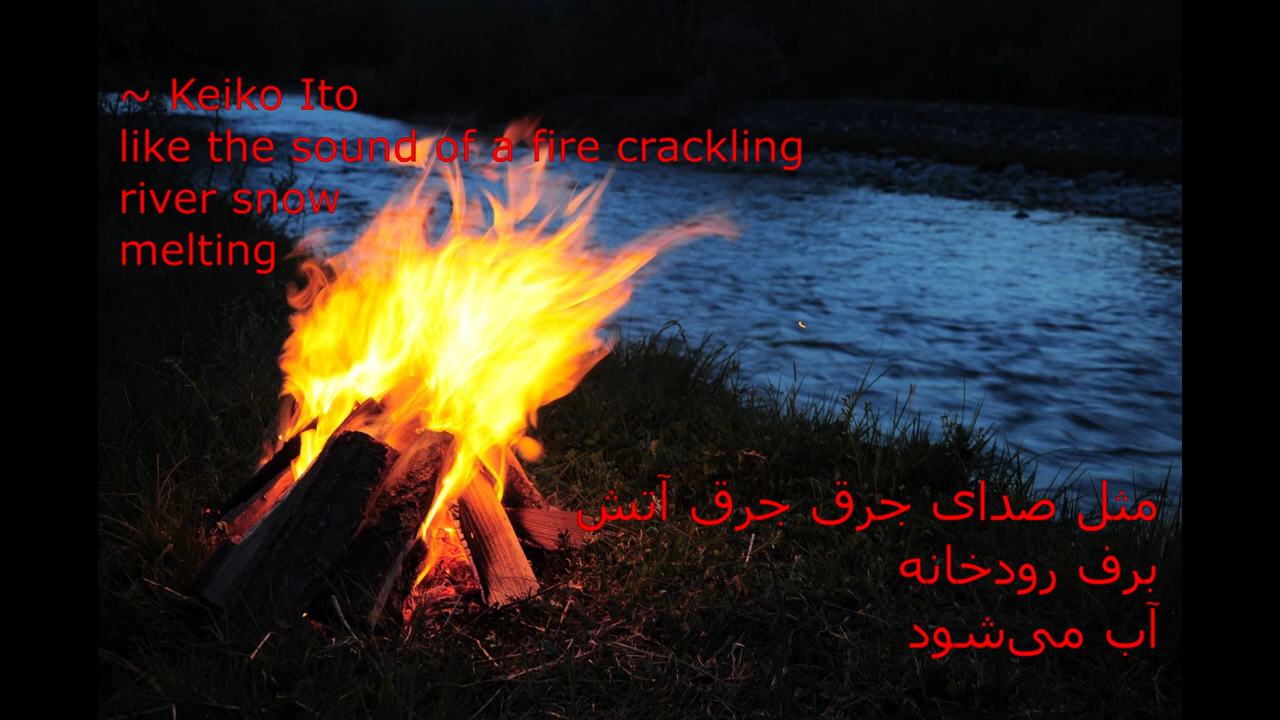 ~ Keiko Ito
like the sound of a fire crackling
river snow
melting
مثل صدای جرق جرق آتش
برف رودخانه
آب می‌شود